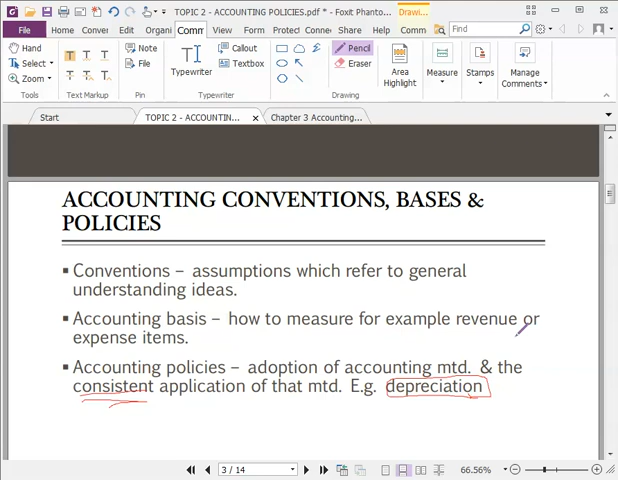 TOPIC 2 - ACCOUNTING POLICIES.pdf * - Foxit Phanto...
Drawi...
File Home Conver Edit Organi Comm View Form Protect Connec Share Help Comm Find
Hand
Select
Zoom
Tools
T T T
T T T
Text Markup
Note
File
Pin
Typewriter
Callout
Textbox
Typewriter
Pencil
Eraser
Drawing
Area
Highlight
Measure
Stamps
Manage
Comments
Comments
Start
TOPIC 2 - ACCOUNTIN...
Chapter 3 Accounting...
ACCOUNTING CONVENTIONS, BASES &
POLICIES
▪ Conventions – assumptions which refer to general
understanding ideas.
▪ Accounting basis – how to measure for example revenue or
expense items.
▪ Accounting policies – adoption of accounting mtd. & the
consistent application of that mtd. E.g. depreciation
3 / 14
66.56%